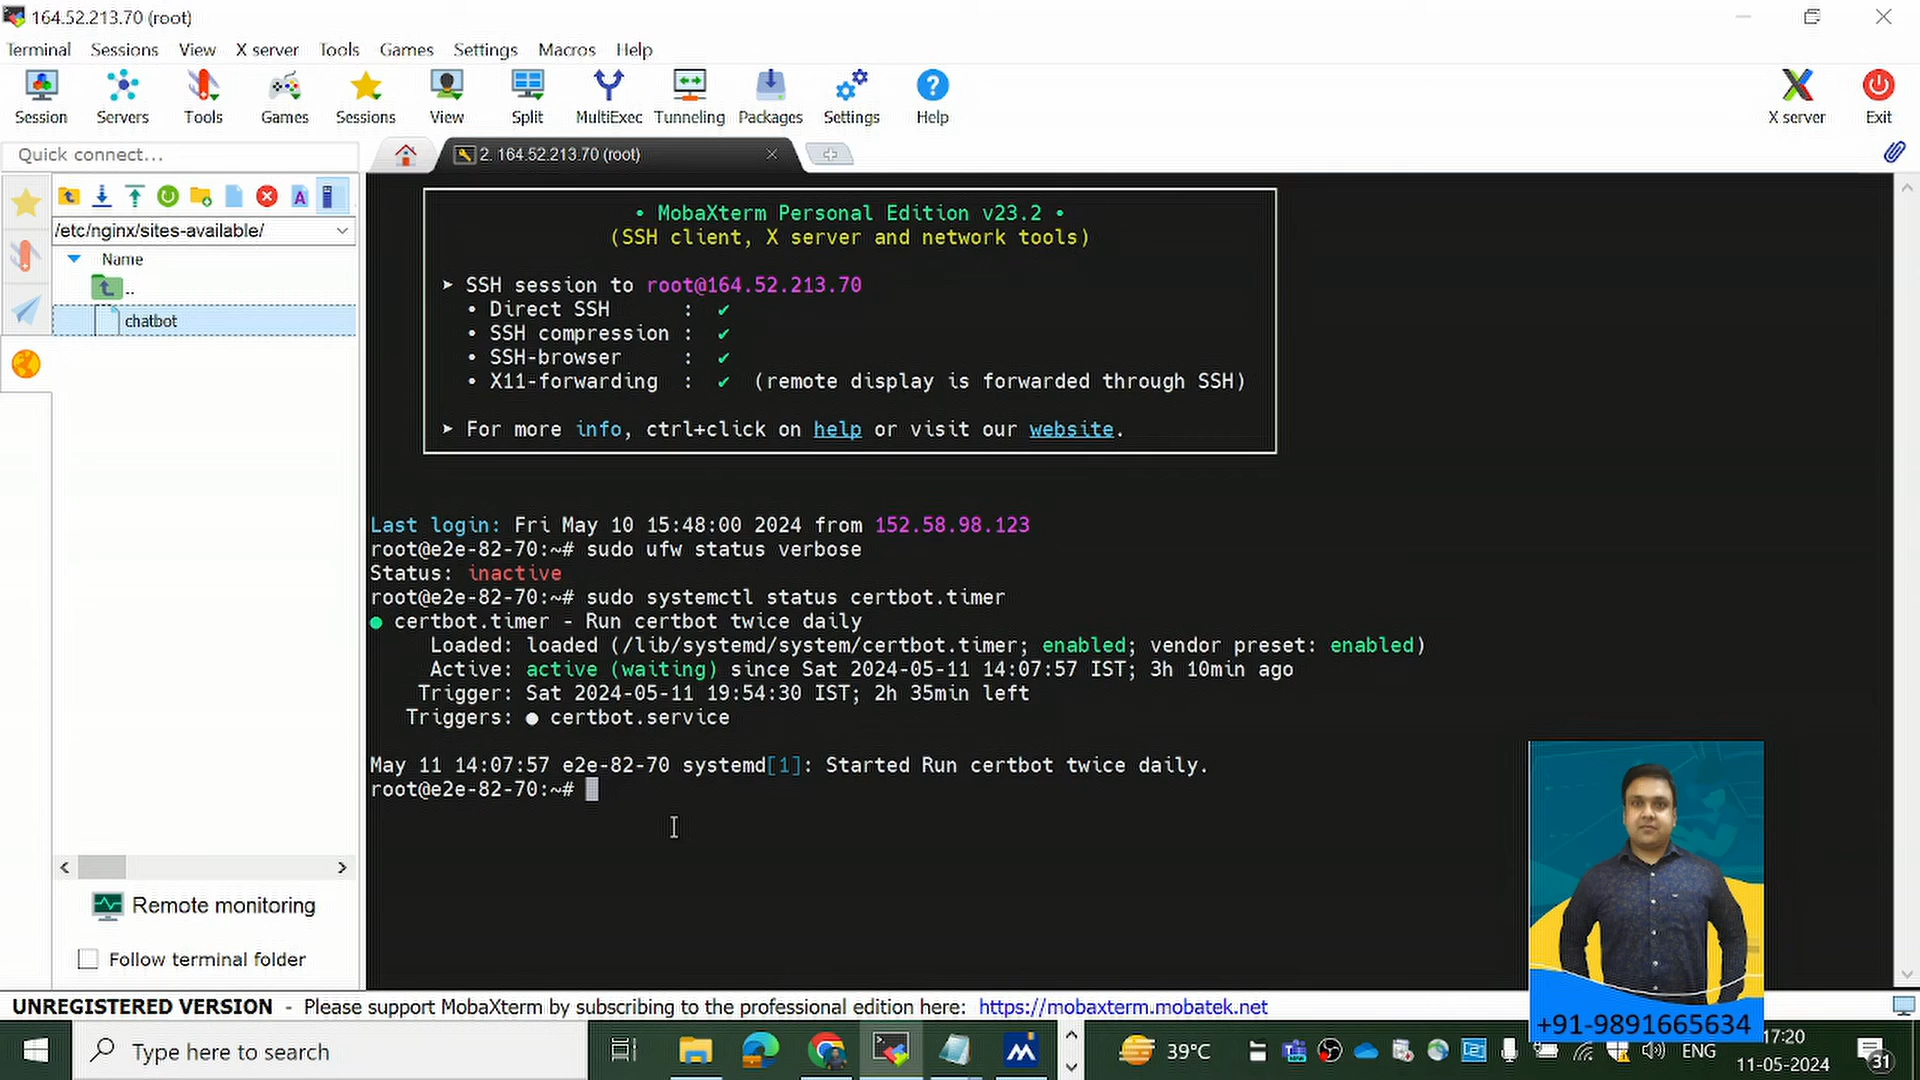 164.52.213.70 (root)
Terminal Sessions View X server Tools Games Settings Macros Help
Session Servers Tools Games Sessions View Split MultiExec Tunneling Packages Settings Help X server Exit
Quick connect...
2. 164.52.213.70 (root)
/etc/nginx/sites-available/
Name
..
chatbot
• MobaXterm Personal Edition v23.2 •
(SSH client, X server and network tools)
➤ SSH session to root@164.52.213.70
• Direct SSH : ✔
• SSH compression : ✔
• SSH-browser : ✔
• X11-forwarding : ✔ (remote display is forwarded through SSH)
➤ For more info, ctrl+click on help or visit our website.
Last login: Fri May 10 15:48:00 2024 from 152.58.98.123
root@e2e-82-70:~# sudo ufw status verbose
Status: inactive
root@e2e-82-70:~# sudo systemctl status certbot.timer
● certbot.timer - Run certbot twice daily
Loaded: loaded (/lib/systemd/system/certbot.timer; enabled; vendor preset: enabled)
Active: active (waiting) since Sat 2024-05-11 14:07:57 IST; 3h 10min ago
Trigger: Sat 2024-05-11 19:54:30 IST; 2h 35min left
Triggers: ● certbot.service
May 11 14:07:57 e2e-82-70 systemd[1]: Started Run certbot twice daily.
root@e2e-82-70:~#
Remote monitoring
Follow terminal folder
UNREGISTERED VERSION - Please support MobaXterm by subscribing to the professional edition here: https://mobaxterm.mobatek.net
+91-9891665634
Type here to search
39°C
ENG
17:20
11-05-2024
31